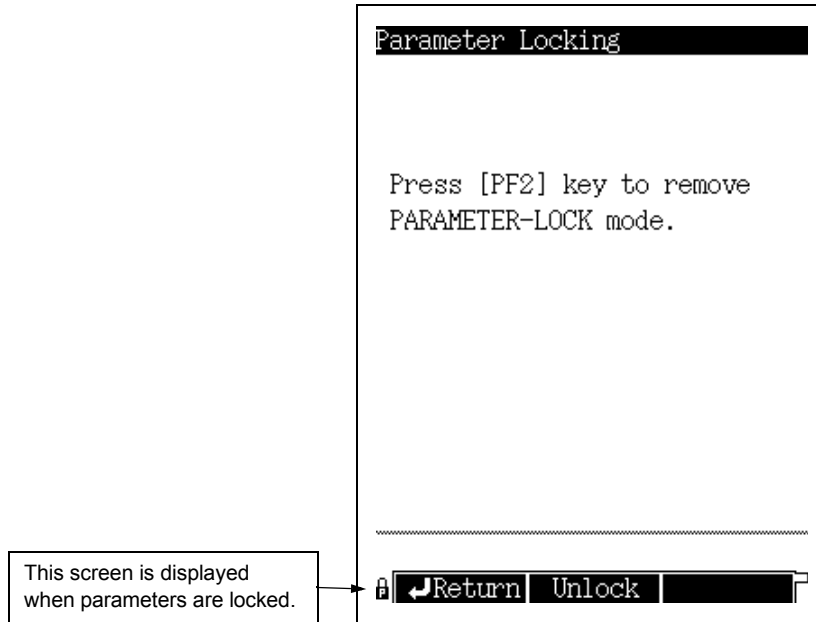 Parameter Locking
Press [PF2] key to remove
PARAMETER-LOCK mode.
This screen is displayed
when parameters are locked.
Return Unlock